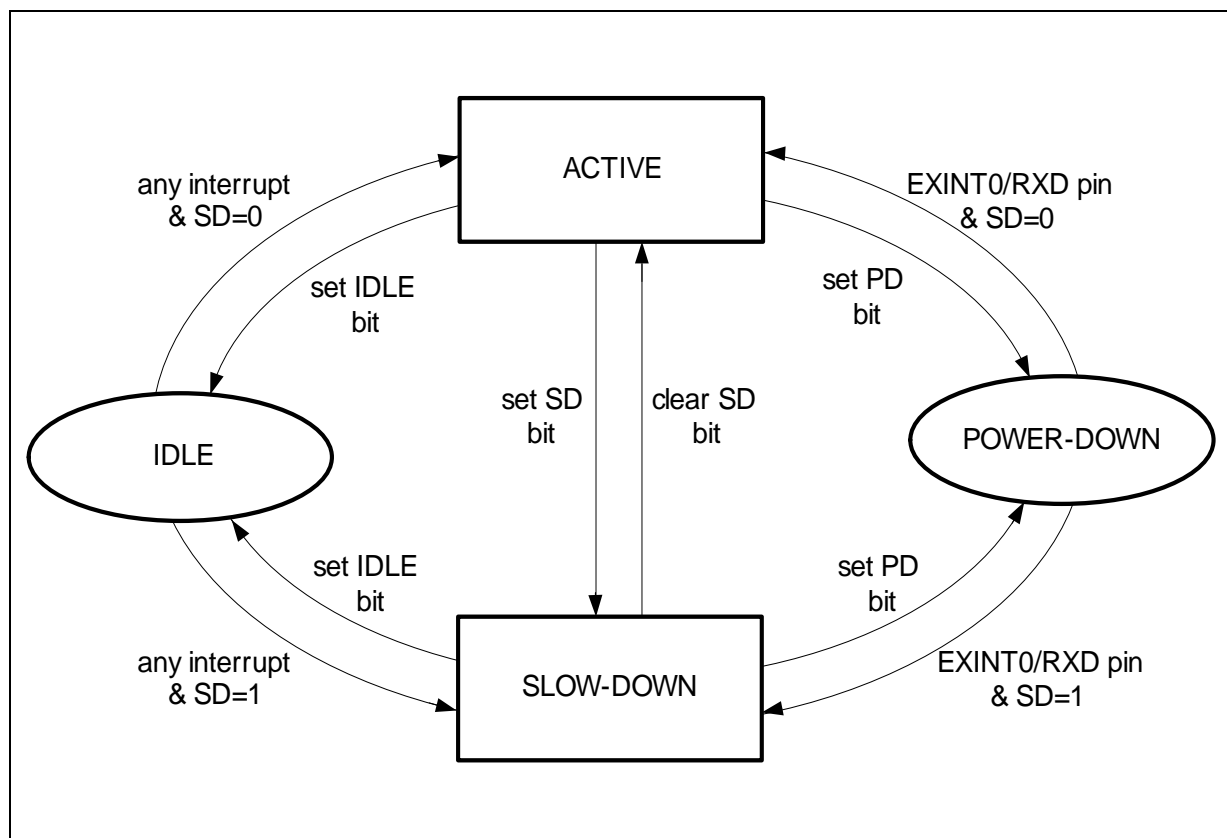 ACTIVE
any interrupt
& SD=0
EXINT0/RXD pin
& SD=0
set IDLE
bit
set PD
bit
set SD
bit
clear SD
bit
IDLE
POWER-DOWN
set IDLE
bit
set PD
bit
any interrupt
& SD=1
SLOW-DOWN
EXINT0/RXD pin
& SD=1